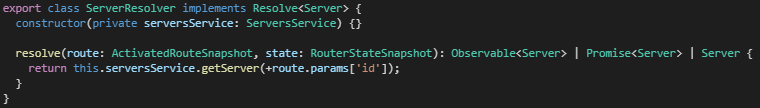 export class ServerResolver implements Resolve<Server> {
  constructor(private serversService: ServersService) {}

  resolve(route: ActivatedRouteSnapshot, state: RouterStateSnapshot): Observable<Server> | Promise<Server> | Server {
    return this.serversService.getServer(+route.params['id']);
  }
}